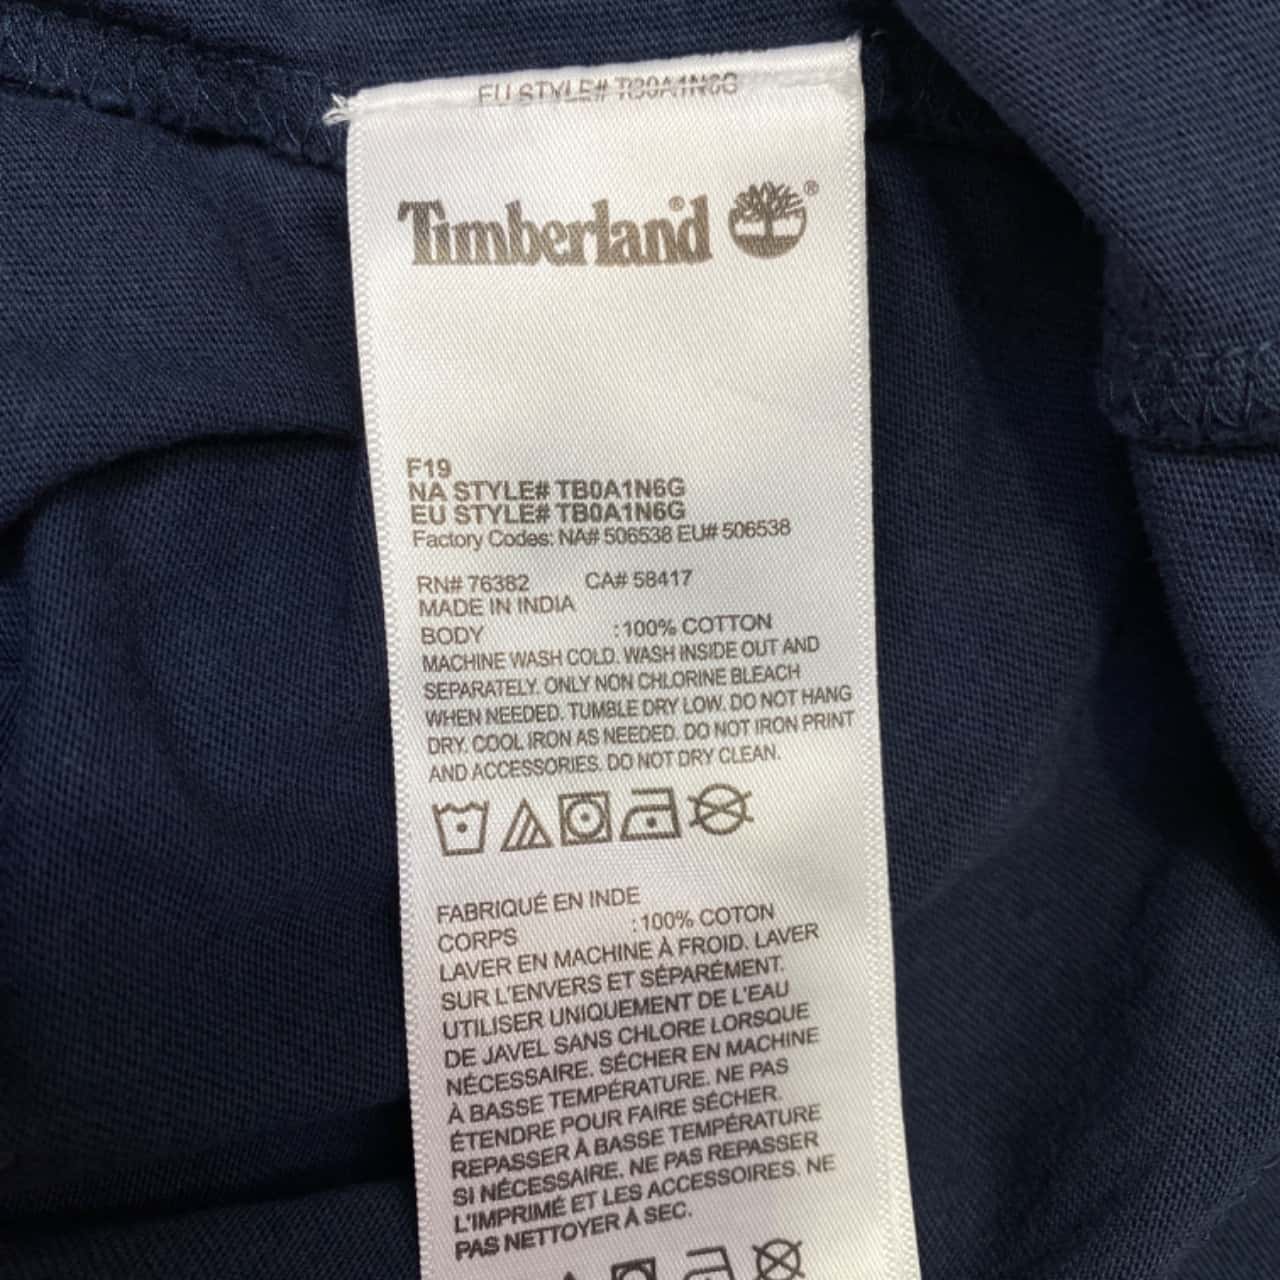 EU STYLE# TB0A1N6G
Timberland ®
F19
NA STYLE# TB0A1N6G
EU STYLE# TB0A1N6G
Factory Codes: NA# 506538 EU# 506538
RN# 76382 CA# 58417
MADE IN INDIA
BODY :100% COTTON
MACHINE WASH COLD. WASH INSIDE OUT AND
SEPARATELY. ONLY NON CHLORINE BLEACH
WHEN NEEDED. TUMBLE DRY LOW. DO NOT HANG
DRY. COOL IRON AS NEEDED. DO NOT IRON PRINT
AND ACCESSORIES. DO NOT DRY CLEAN.
FABRIQUÉ EN INDE
CORPS :100% COTON
LAVER EN MACHINE À FROID. LAVER
SUR L'ENVERS ET SÉPARÉMENT.
UTILISER UNIQUEMENT DE L'EAU
DE JAVEL SANS CHLORE LORSQUE
NÉCESSAIRE. SÉCHER EN MACHINE
À BASSE TEMPÉRATURE. NE PAS
ÉTENDRE POUR FAIRE SÉCHER.
REPASSER À BASSE TEMPÉRATURE
SI NÉCESSAIRE. NE PAS REPASSER
L'IMPRIMÉ ET LES ACCESSOIRES. NE
PAS NETTOYER À SEC.